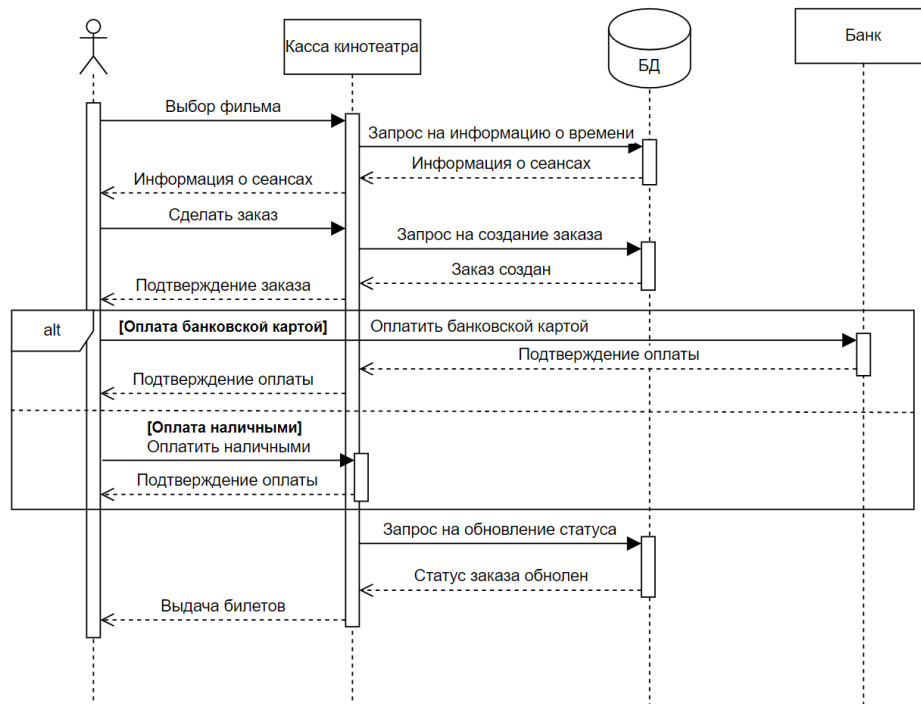 Касса кинотеатра
БД
Банк
Выбор фильма
Запрос на информацию о времени
Информация о сеансах
Информация о сеансах
Сделать заказ
Запрос на создание заказа
Заказ создан
Подтверждение заказа
alt
[Оплата банковской картой]
Оплатить банковской картой
Подтверждение оплаты
Подтверждение оплаты
[Оплата наличными]
Оплатить наличными
Подтверждение оплаты
Запрос на обновление статуса
Статус заказа обнолен
Выдача билетов